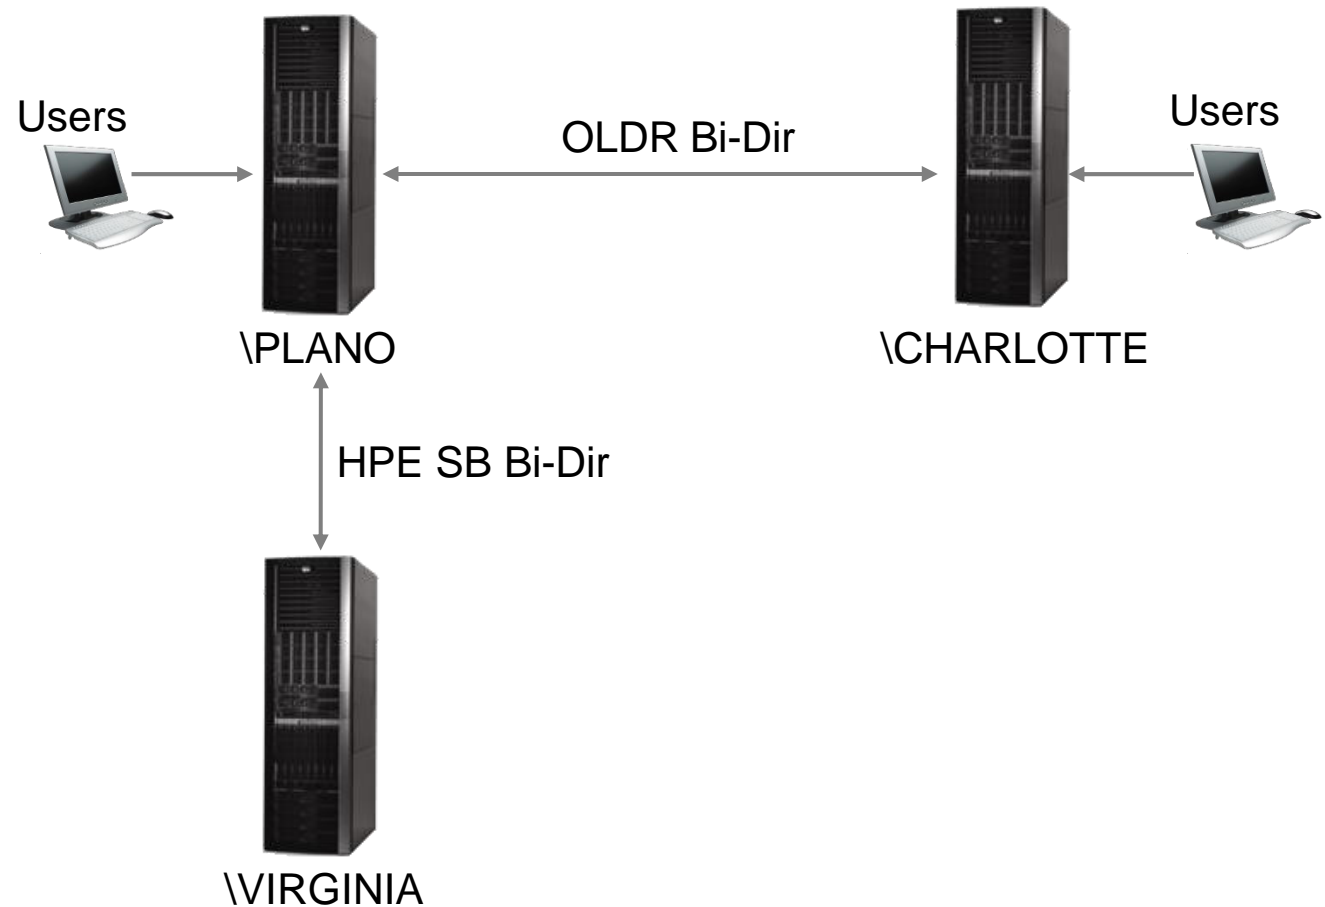 Users
OLDR Bi-Dir
Users
\PLANO
\CHARLOTTE
HPE SB Bi-Dir
\VIRGINIA